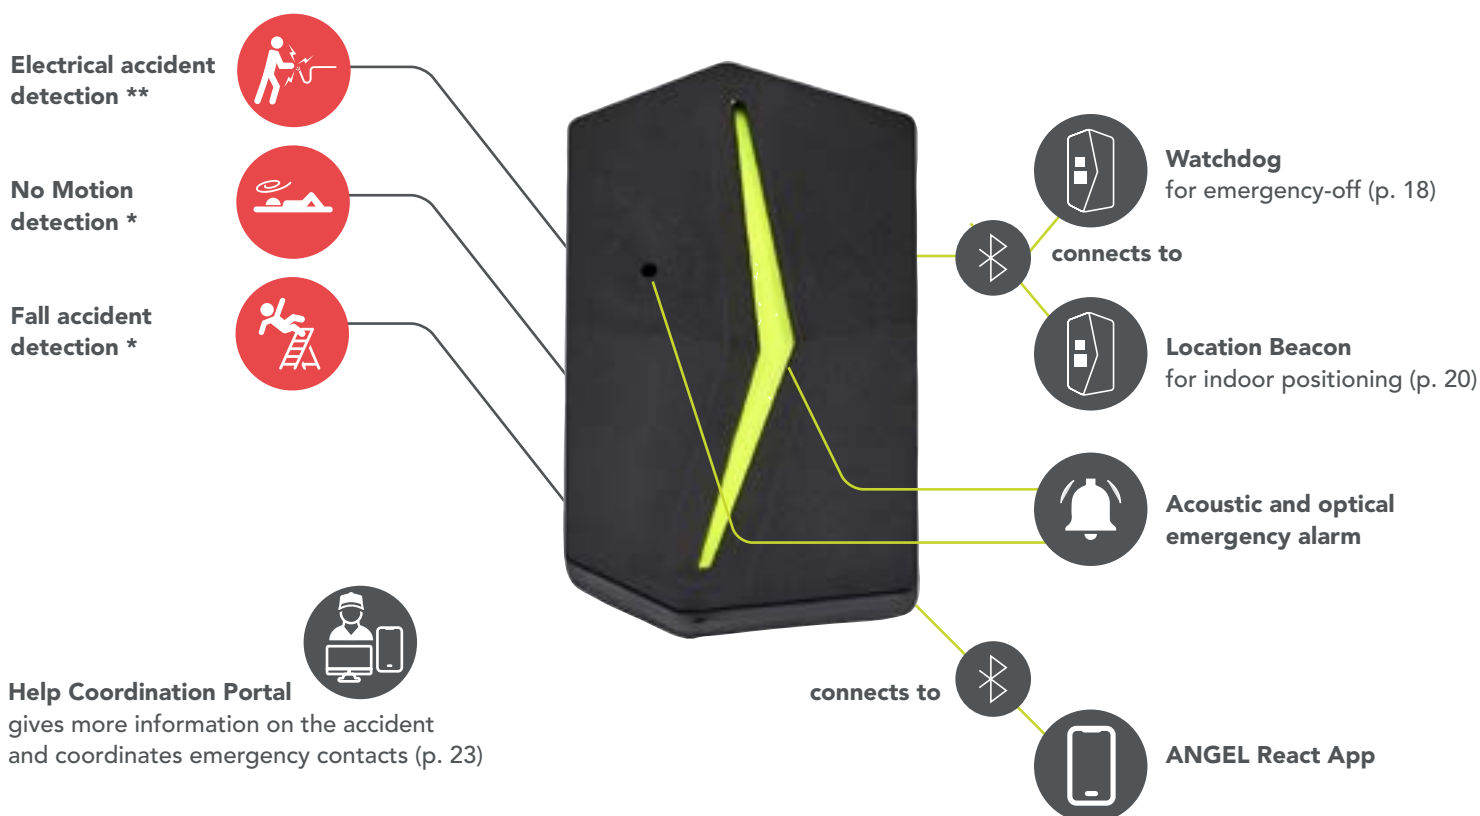 Electrical accident
detection **
No Motion
detection *
Fall accident
detection *
Watchdog
for emergency-off (p. 18)
connects to
Location Beacon
for indoor positioning (p. 20)
Acoustic and optical
emergency alarm
Help Coordination Portal
gives more information on the accident
and coordinates emergency contacts (p. 23)
connects to
ANGEL React App